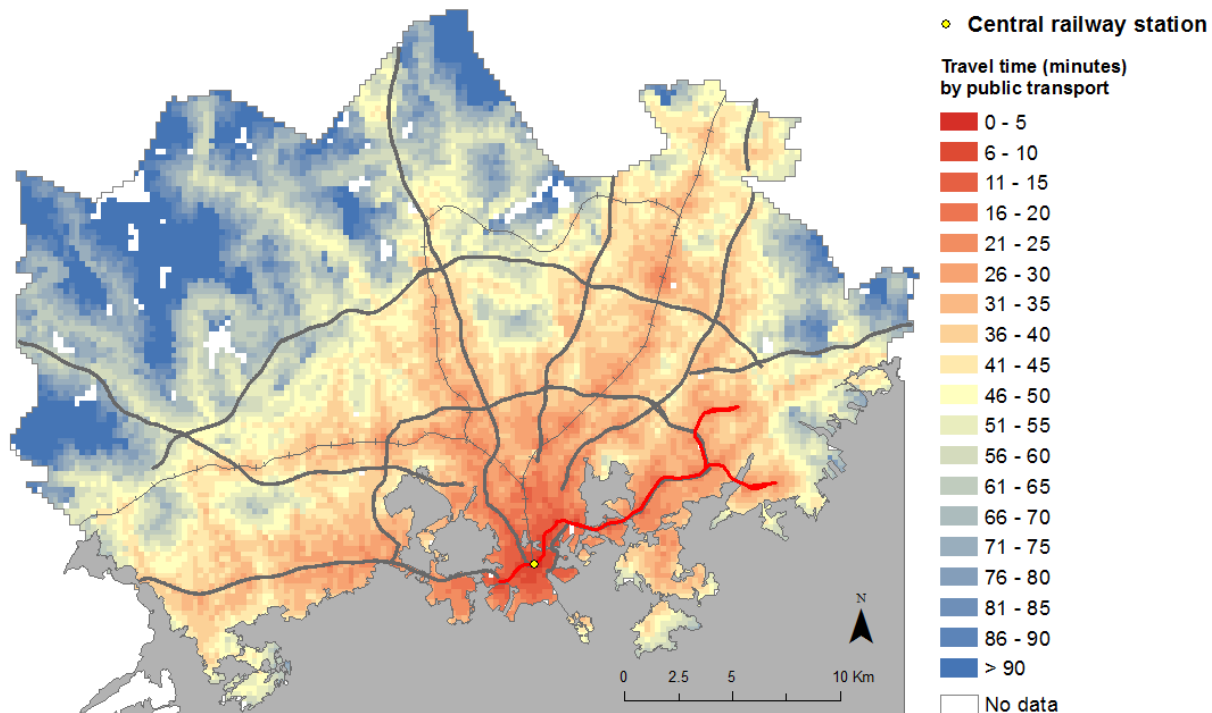 Central railway station
Travel time (minutes)
by public transport
0 - 5
6 - 10
11 - 15
16 - 20
21 - 25
26 - 30
31 - 35
36 - 40
41 - 45
46 - 50
51 - 55
56 - 60
61 - 65
66 - 70
71 - 75
76 - 80
81 - 85
86 - 90
> 90
No data
N
0 2.5 5 10 Km